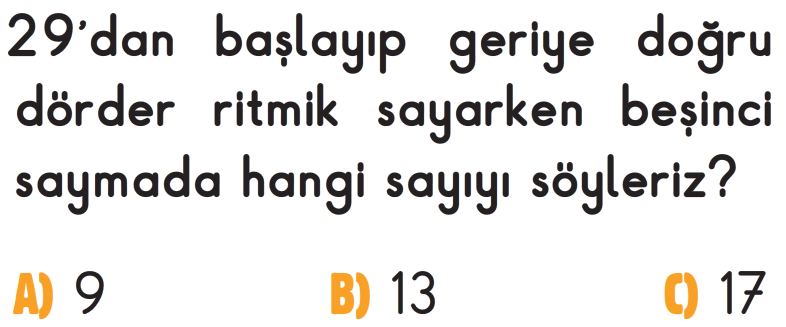 29'dan başlayıp geriye doğru
dörder ritmik sayarken beşinci
saymada hangi sayıyı söyleriz?
A) 9 B) 13 C) 17